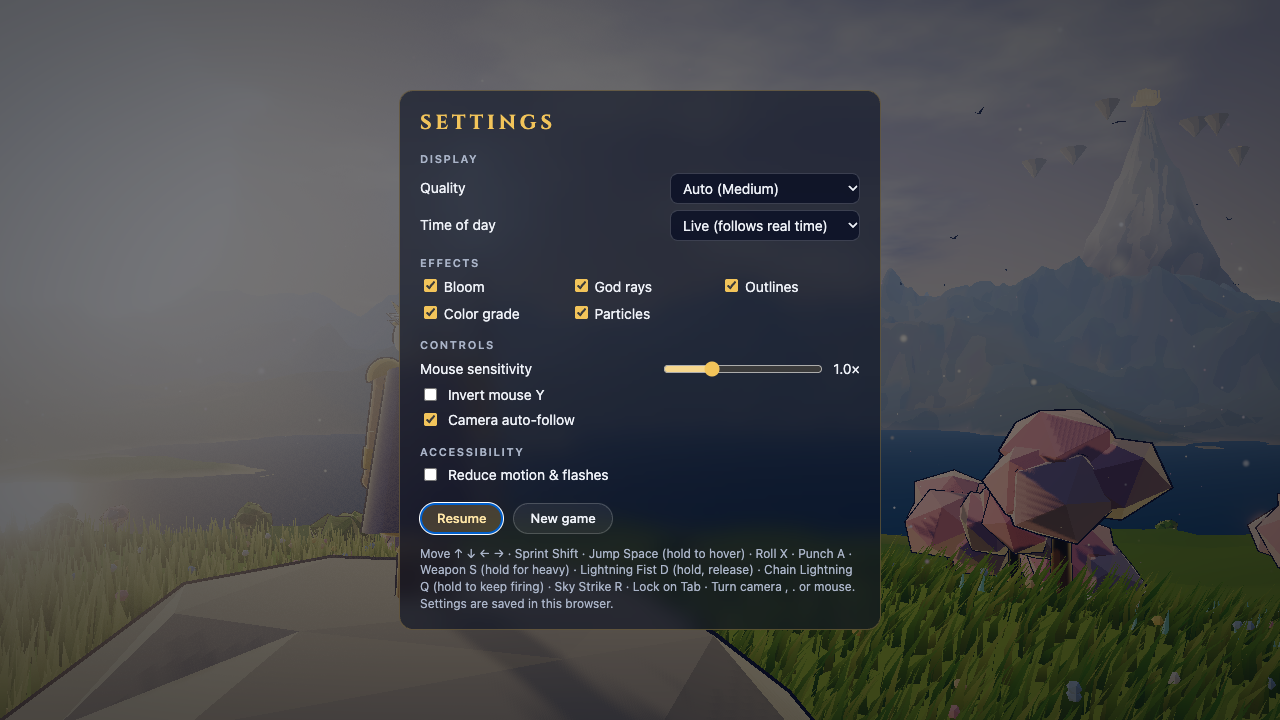 SETTINGS
DISPLAY
Quality
Auto (Medium)
Time of day
Live (follows real time)
EFFECTS
Bloom
God rays
Outlines
Color grade
Particles
CONTROLS
Mouse sensitivity
1.0×
Invert mouse Y
Camera auto-follow
ACCESSIBILITY
Reduce motion & flashes
Resume
New game
Move ↑ ↓ ← → · Sprint Shift · Jump Space (hold to hover) · Roll X · Punch A ·
Weapon S (hold for heavy) · Lightning Fist D (hold, release) · Chain Lightning
Q (hold to keep firing) · Sky Strike R · Lock on Tab · Turn camera , . or mouse.
Settings are saved in this browser.